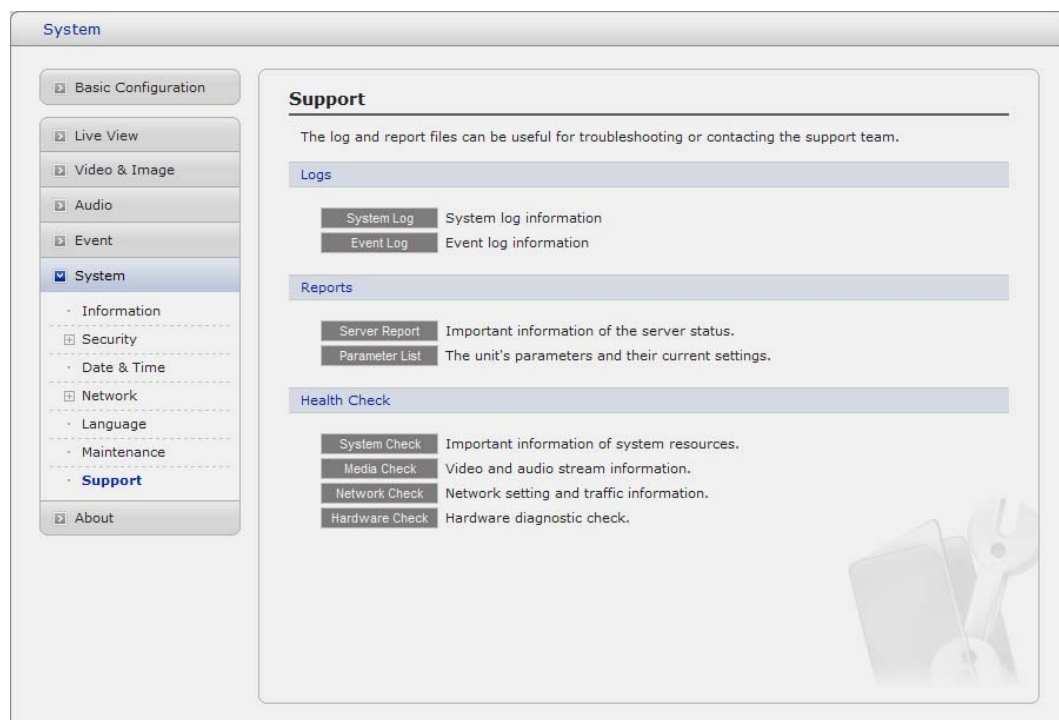 System
Basic Configuration
Live View
Video & Image
Audio
Event
System
Information
Security
Date & Time
Network
Language
Maintenance
Support
About
Support
The log and report files can be useful for troubleshooting or contacting the support team.
Logs
System Log System log information
Event Log Event log information
Reports
Server Report Important information of the server status.
Parameter List The unit's parameters and their current settings.
Health Check
System Check Important information of system resources.
Media Check Video and audio stream information.
Network Check Network setting and traffic information.
Hardware Check Hardware diagnostic check.